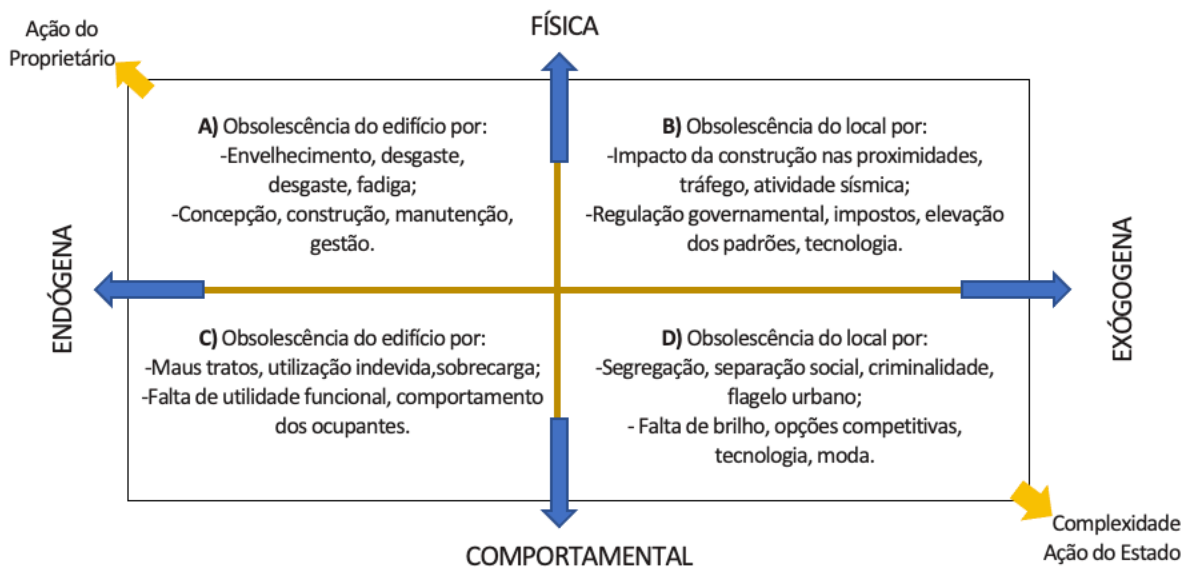 Ação do
Proprietário
FÍSICA
A) Obsolescência do edifício por:
-Envelhecimento, desgaste,
desgaste, fadiga;
-Concepção, construção, manutenção,
gestão.
B) Obsolescência do local por:
-Impacto da construção nas proximidades,
tráfego, atividade sísmica;
-Regulação governamental, impostos, elevação
dos padrões, tecnologia.
ENDÓGENA
EXÓGOGENA
C) Obsolescência do edifício por:
-Maus tratos, utilização indevida,sobrecarga;
-Falta de utilidade funcional, comportamento
dos ocupantes.
D) Obsolescência do local por:
-Segregação, separação social, criminalidade,
flagelo urbano;
- Falta de brilho, opções competitivas,
tecnologia, moda.
COMPORTAMENTAL
Complexidade
Ação do Estado